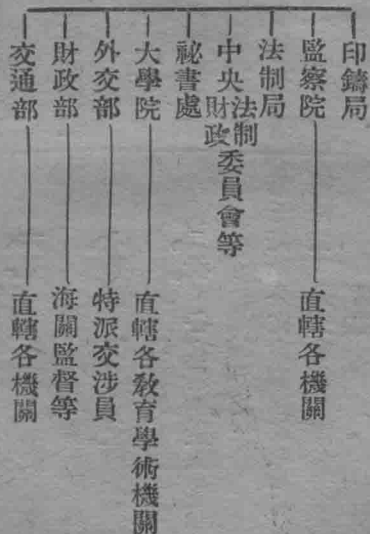 印鑄局
監察院 直轄各機關
法制局
中央法制財政委員會等
祕書處
大學院 直轄各教育學術機關
外交部 特派交涉員
財政部 海關監督等
交通部 直轄各機關